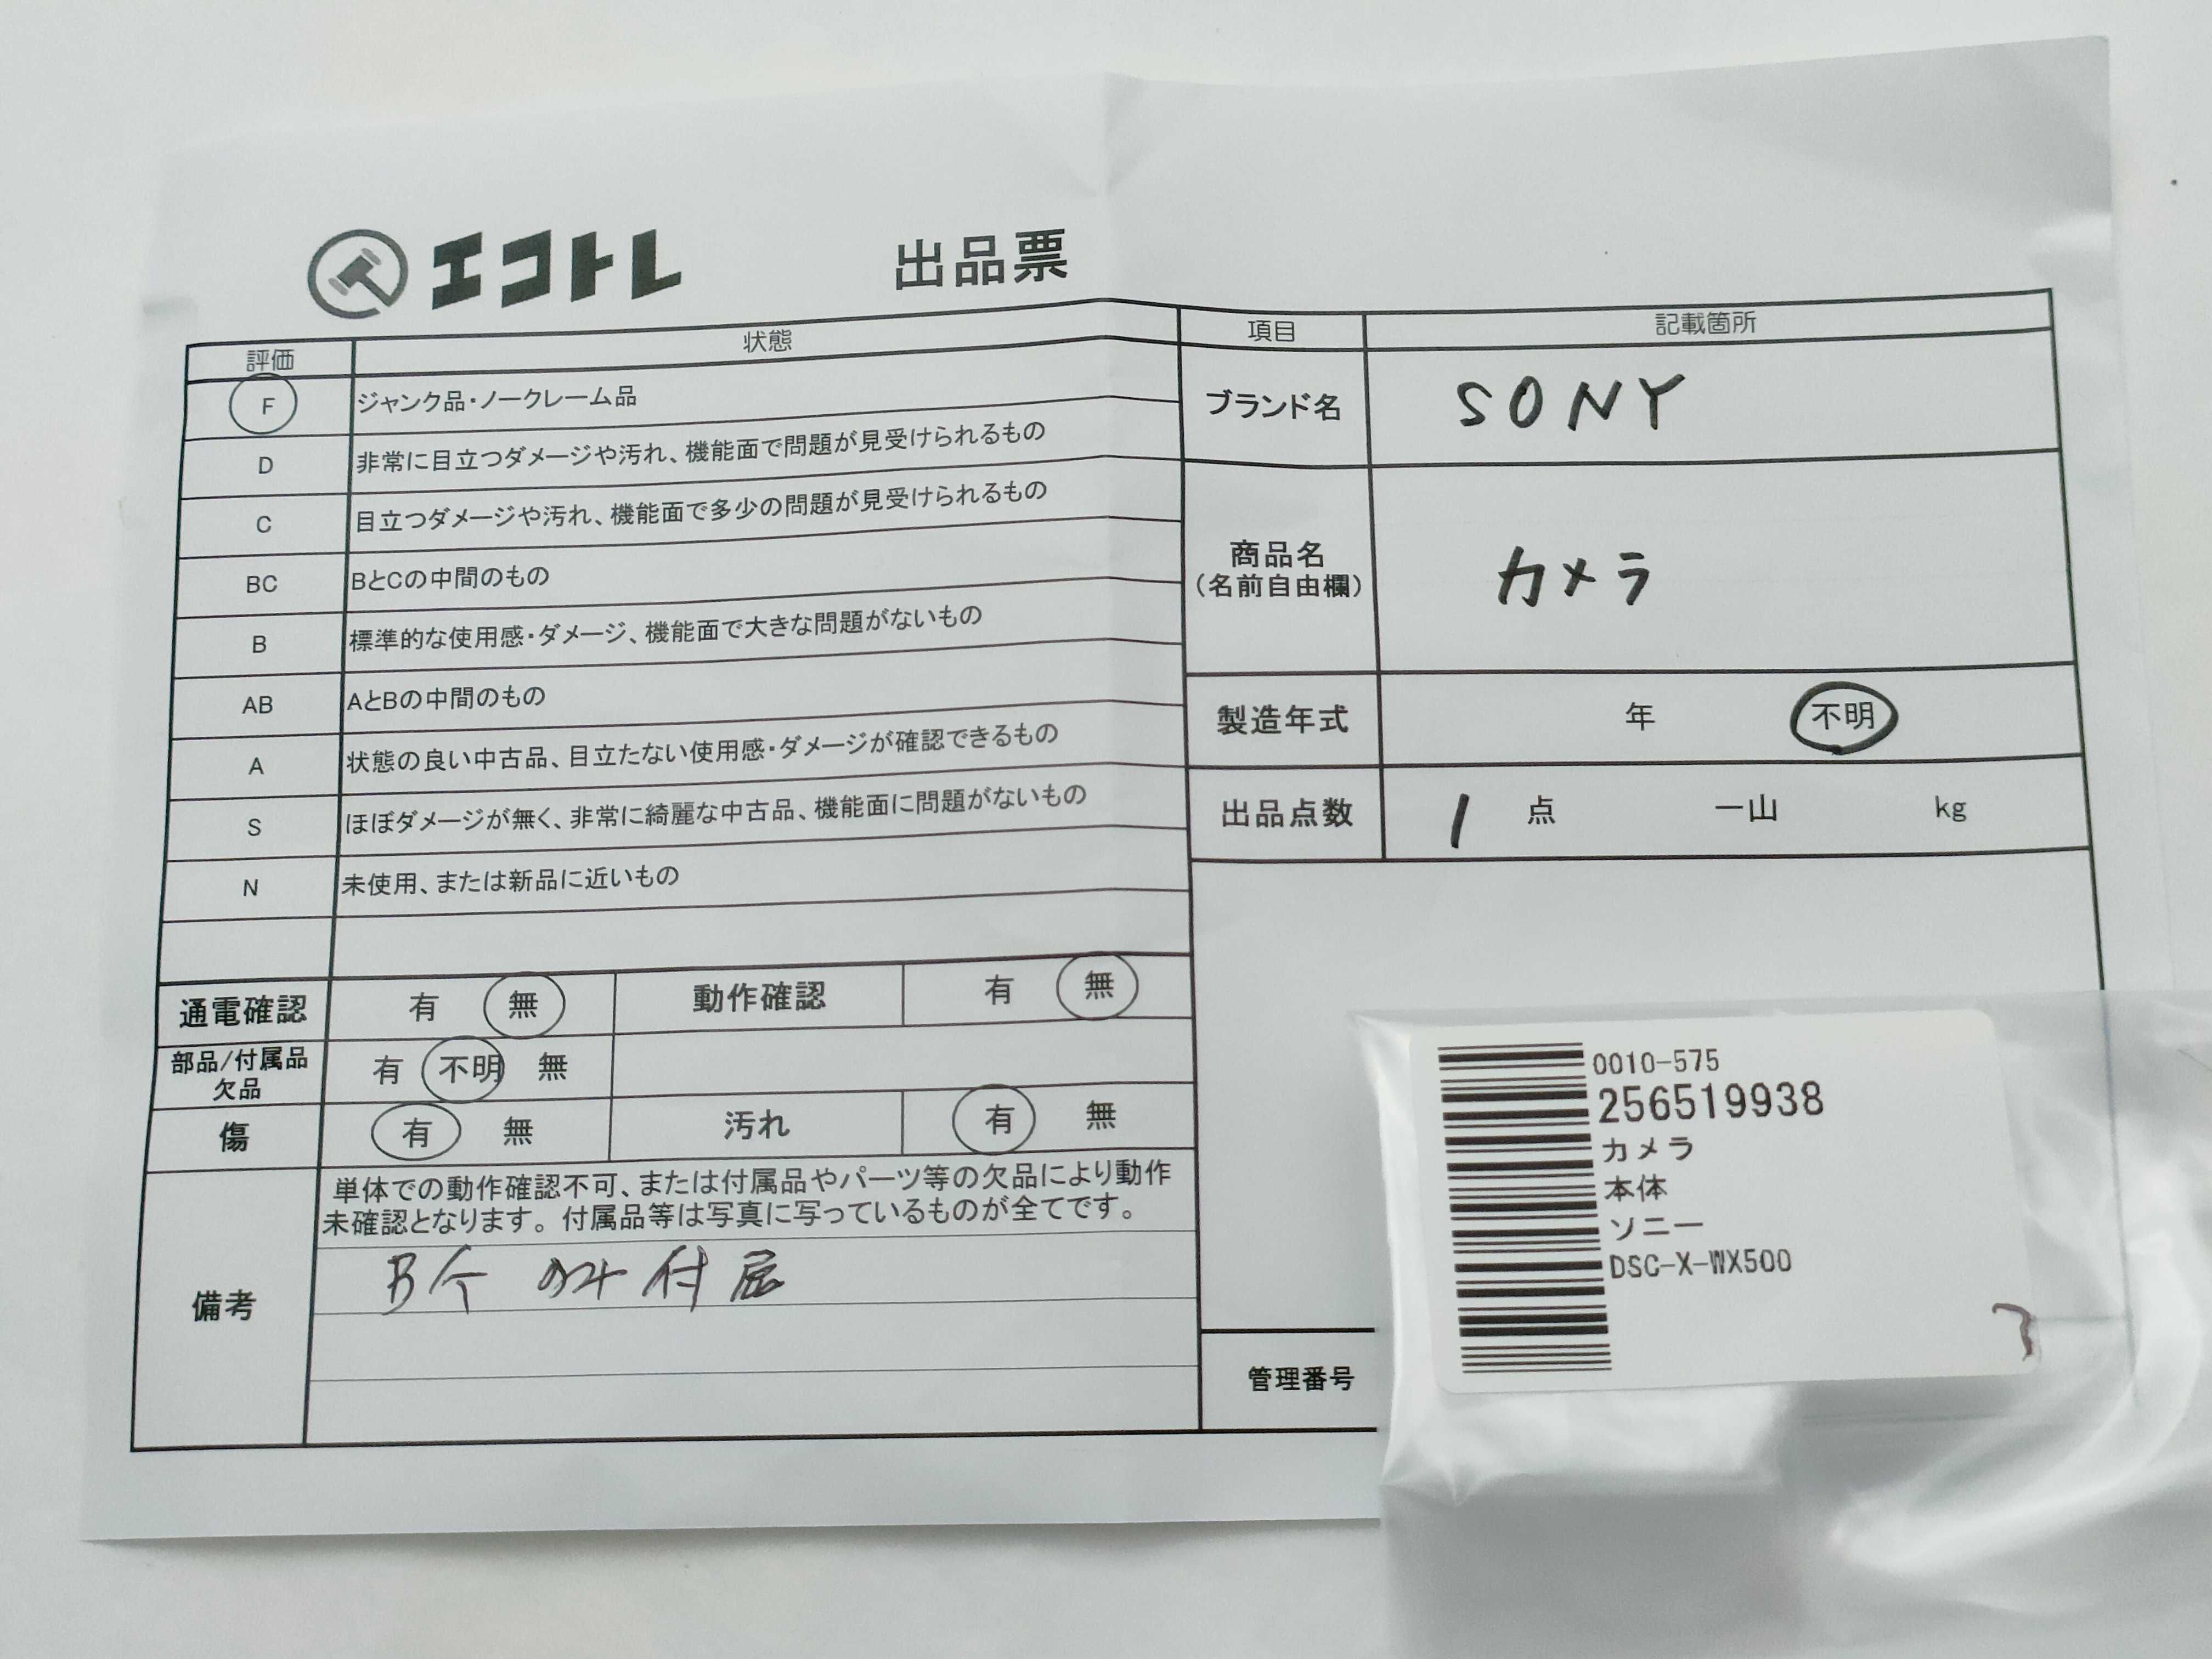 エコトレ
出品票
評価 状態
F ジャンク品・ノークレーム品
D 非常に目立つダメージや汚れ、機能面で問題が見受けられるもの
C 目立つダメージや汚れ、機能面で多少の問題が見受けられるもの
BC BとCの中間のもの
B 標準的な使用感・ダメージ、機能面で大きな問題がないもの
AB AとBの中間のもの
A 状態の良い中古品、目立たない使用感・ダメージが確認できるもの
S ほぼダメージが無く、非常に綺麗な中古品、機能面に問題がないもの
N 未使用、または新品に近いもの
通電確認 有 無 動作確認 有 無
部品/付属品
欠品 有 不明 無
傷 有 無 汚れ 有 無
備考
単体での動作確認不可、または付属品やパーツ等の欠品により動作
未確認となります。付属品等は写真に写っているものが全てです。
付属
項目 記載箇所
ブランド名 SONY
商品名
(名前自由欄) カメラ
製造年式 年 不明
出品点数 1 点 一山 kg
管理番号
0010-575
256519938
カメラ
本体
ソニー
DSC-X-WX500